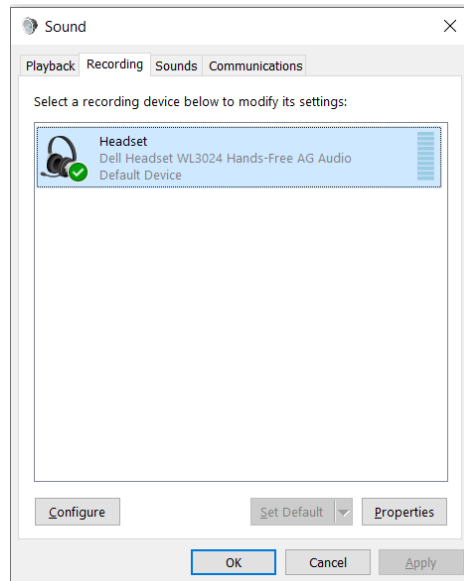 Sound
Playback Recording Sounds Communications
Select a recording device below to modify its settings:
Headset
Dell Headset WL3024 Hands-Free AG Audio
Default Device
Configure Set Default Properties
OK Cancel Apply